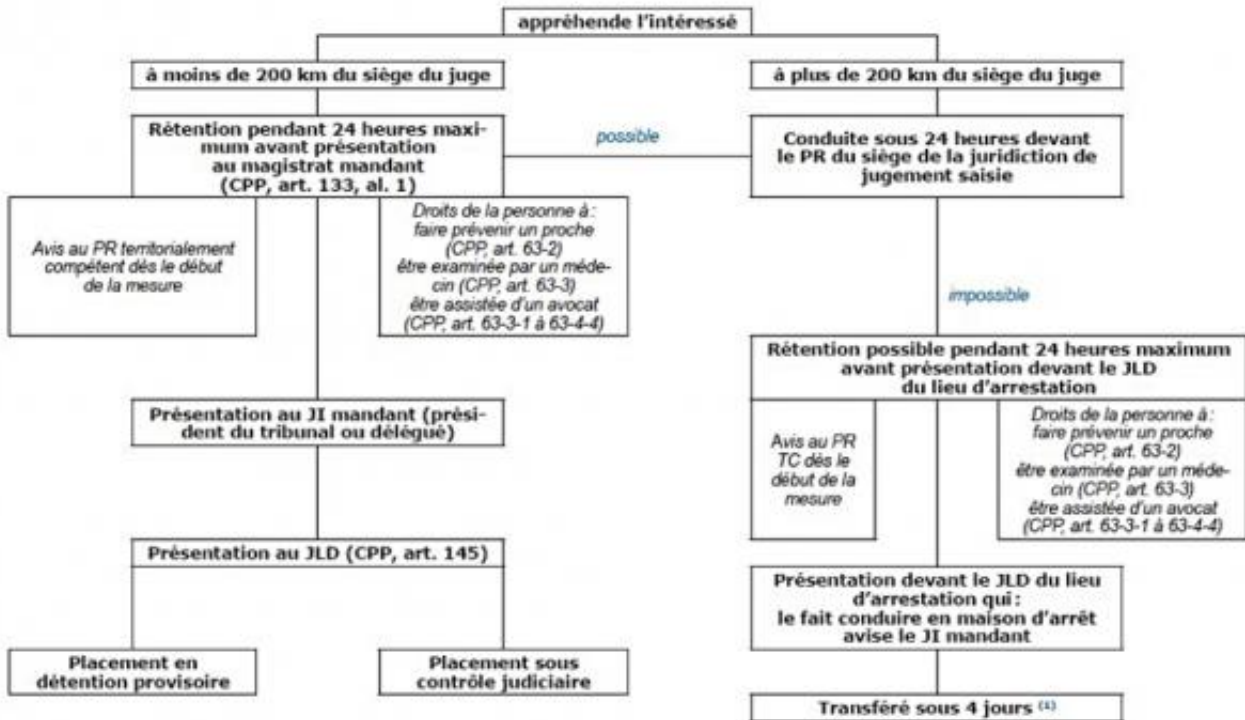 appréhende l'intéressé
à moins de 200 km du siège du juge
à plus de 200 km du siège du juge
Rétention pendant 24 heures maxi-
mum avant présentation
au magistrat mandant
(CPP, art. 133, al. 1)
possible
Conduite sous 24 heures devant
le PR du siège de la juridiction de
jugement saisie
Avis au PR territorialement
compétent dès le début
de la mesure
Droits de la personne à :
faire prévenir un proche
(CPP, art. 63-2)
être examinée par un méde-
cin (CPP, art. 63-3)
être assistée d'un avocat
(CPP, art. 63-3-1 à 63-4-4)
impossible
Rétention possible pendant 24 heures maximum
avant présentation devant le JLD
du lieu d'arrestation
Présentation au JI mandant (prési-
dent du tribunal ou délégué)
Avis au PR
TC dès le
début de la
mesure
Droits de la personne à :
faire prévenir un proche
(CPP, art. 63-2)
être examinée par un méde-
cin (CPP, art. 63-3)
être assistée d'un avocat
(CPP, art. 63-3-1 à 63-4-4)
Présentation au JLD (CPP, art. 145)
Présentation devant le JLD du lieu
d'arrestation qui :
le fait conduire en maison d'arrêt
avise le JI mandant
Placement en
détention provisoire
Placement sous
contrôle judiciaire
Transféré sous 4 jours (1)